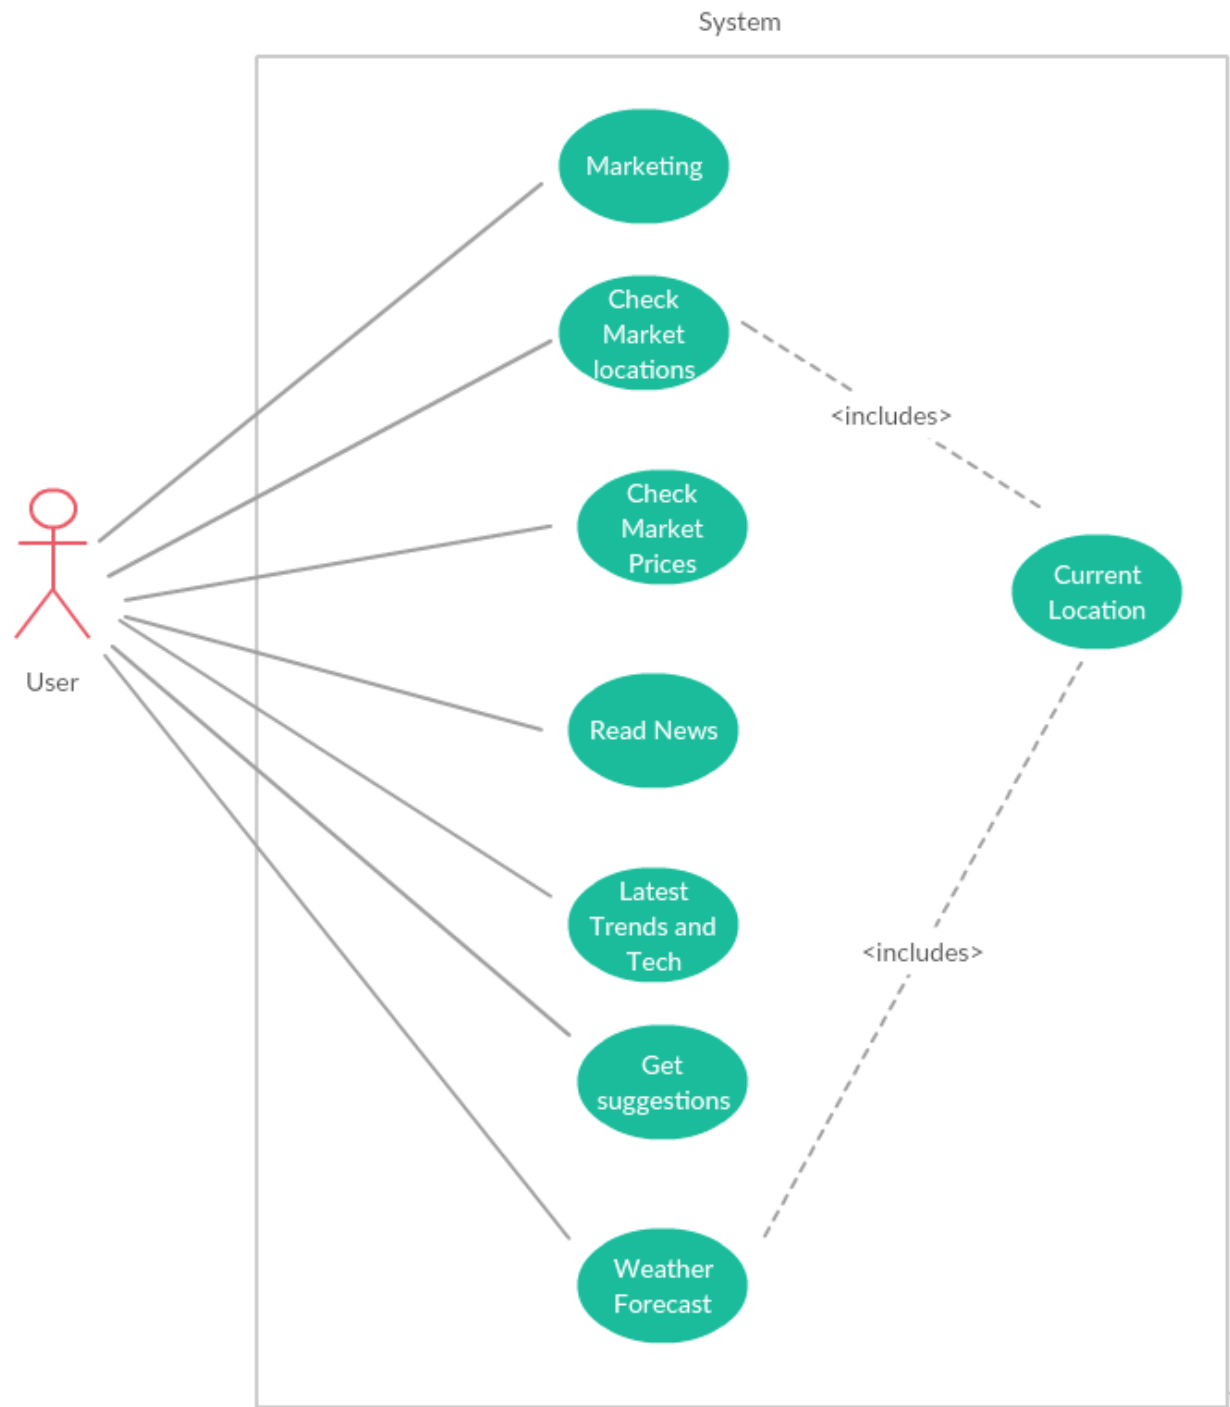 System
Marketing
Check
Market
locations
<includes>
Check
Market
Prices
Current
Location
User
Read News
Latest
Trends and
Tech
<includes>
Get
suggestions
Weather
Forecast